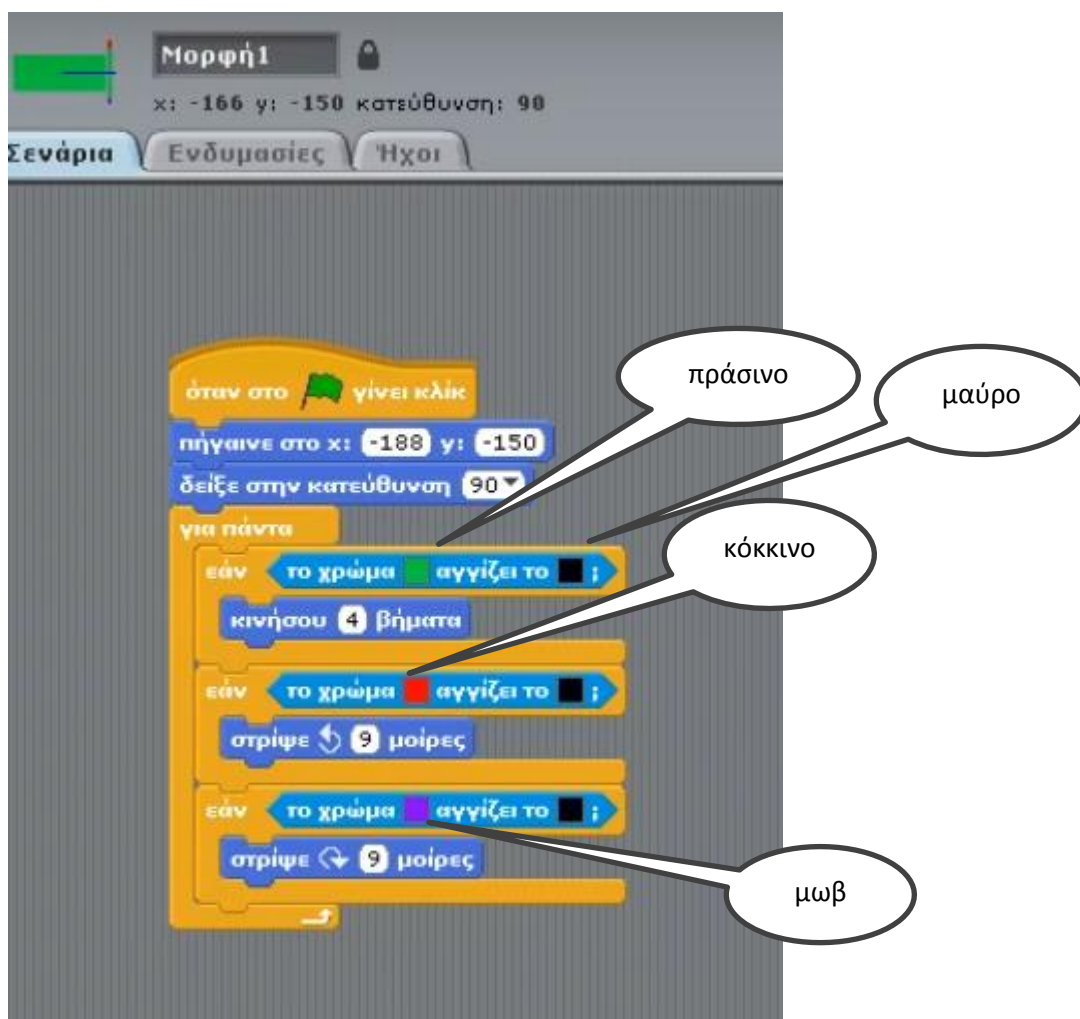 Μορφή1
x: -166 y: -150 κατεύθυνση: 90
Σενάρια Ενδυμασίες Ήχοι
όταν στο γίνει κλίκ
πήγαινε στο x: -188 y: -150
δείξε στην κατεύθυνση 90
για πάντα
εάν το χρώμα αγγίζει το ;
κινήσου 4 βήματα
εάν το χρώμα αγγίζει το ;
στρίψε 9 μοίρες
εάν το χρώμα αγγίζει το ;
στρίψε 9 μοίρες
πράσινο
μαύρο
κόκκινο
μωβ